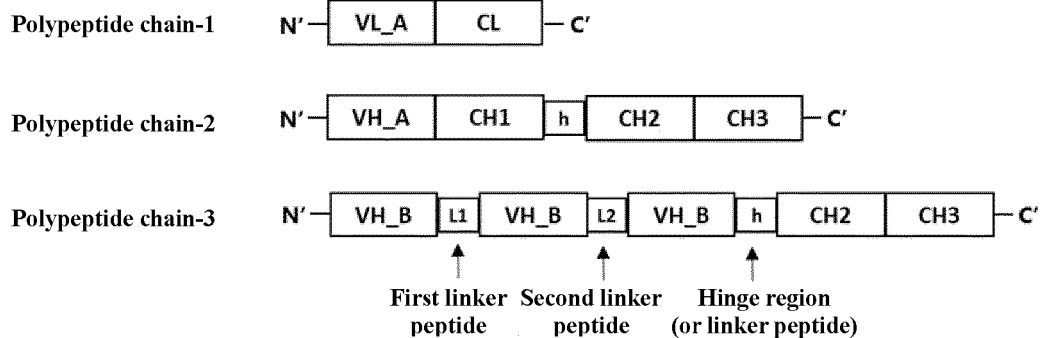 Polypeptide chain-1 N' VL_A CL C'
Polypeptide chain-2 N' VH_A CH1 h CH2 CH3 C'
Polypeptide chain-3 N' VH_B L1 VH_B L2 VH_B h CH2 CH3 C'
First linker peptide
Second linker peptide
Hinge region (or linker peptide)